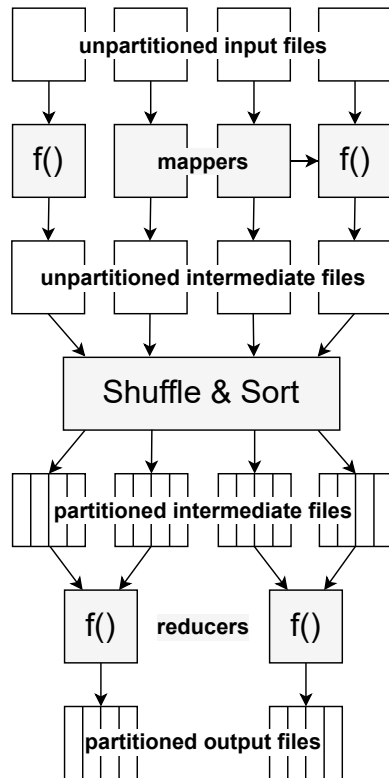 unpartitioned input files
f()
mappers
f()
unpartitioned intermediate files
Shuffle & Sort
partitioned intermediate files
f()
reducers
f()
partitioned output files